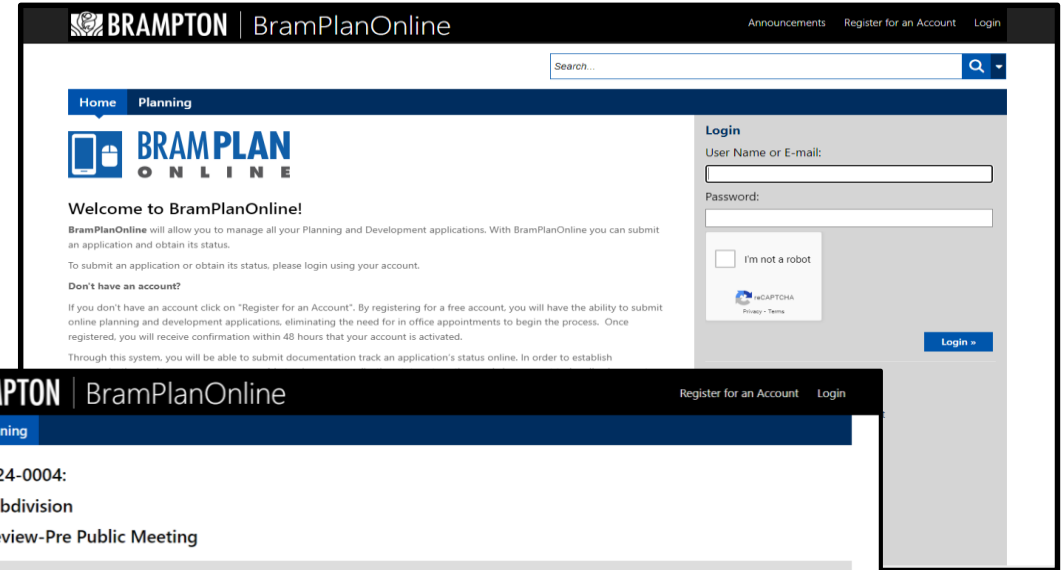 BRAMPTON | BramPlanOnline
Announcements Register for an Account Login
Search...
Home Planning
BRAMPLAN
ONLINE
Welcome to BramPlanOnline!
BramPlanOnline will allow you to manage all your Planning and Development applications. With BramPlanOnline you can submit
an application and obtain its status.
To submit an application or obtain its status, please login using your account.
Don't have an account?
If you don't have an account click on "Register for an Account". By registering for a free account, you will have the ability to submit
online planning and development applications, eliminating the need for in office appointments to begin the process. Once
registered, you will receive confirmation within 48 hours that your account is activated.
Through this system, you will be able to submit documentation track an application's status online. In order to establish
Login
User Name or E-mail:
Password:
I'm not a robot
reCAPTCHA
Privacy - Terms
Login »
MPTON | BramPlanOnline
Register for an Account Login
ning
24-0004:
bdivision
view-Pre Public Meeting